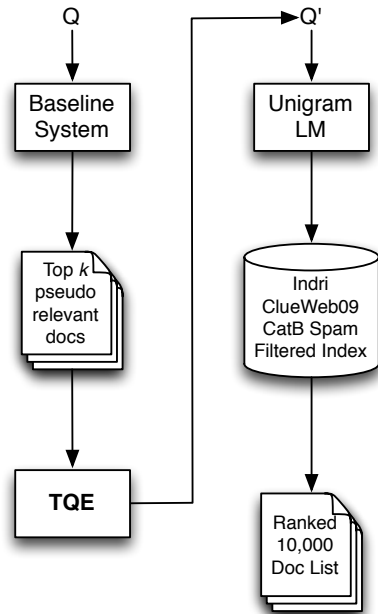 Q
Baseline
System
Top k
pseudo
relevant
docs
TQE
Q'
Unigram
LM
Indri
ClueWeb09
CatB Spam
Filtered Index
Ranked
10,000
Doc List